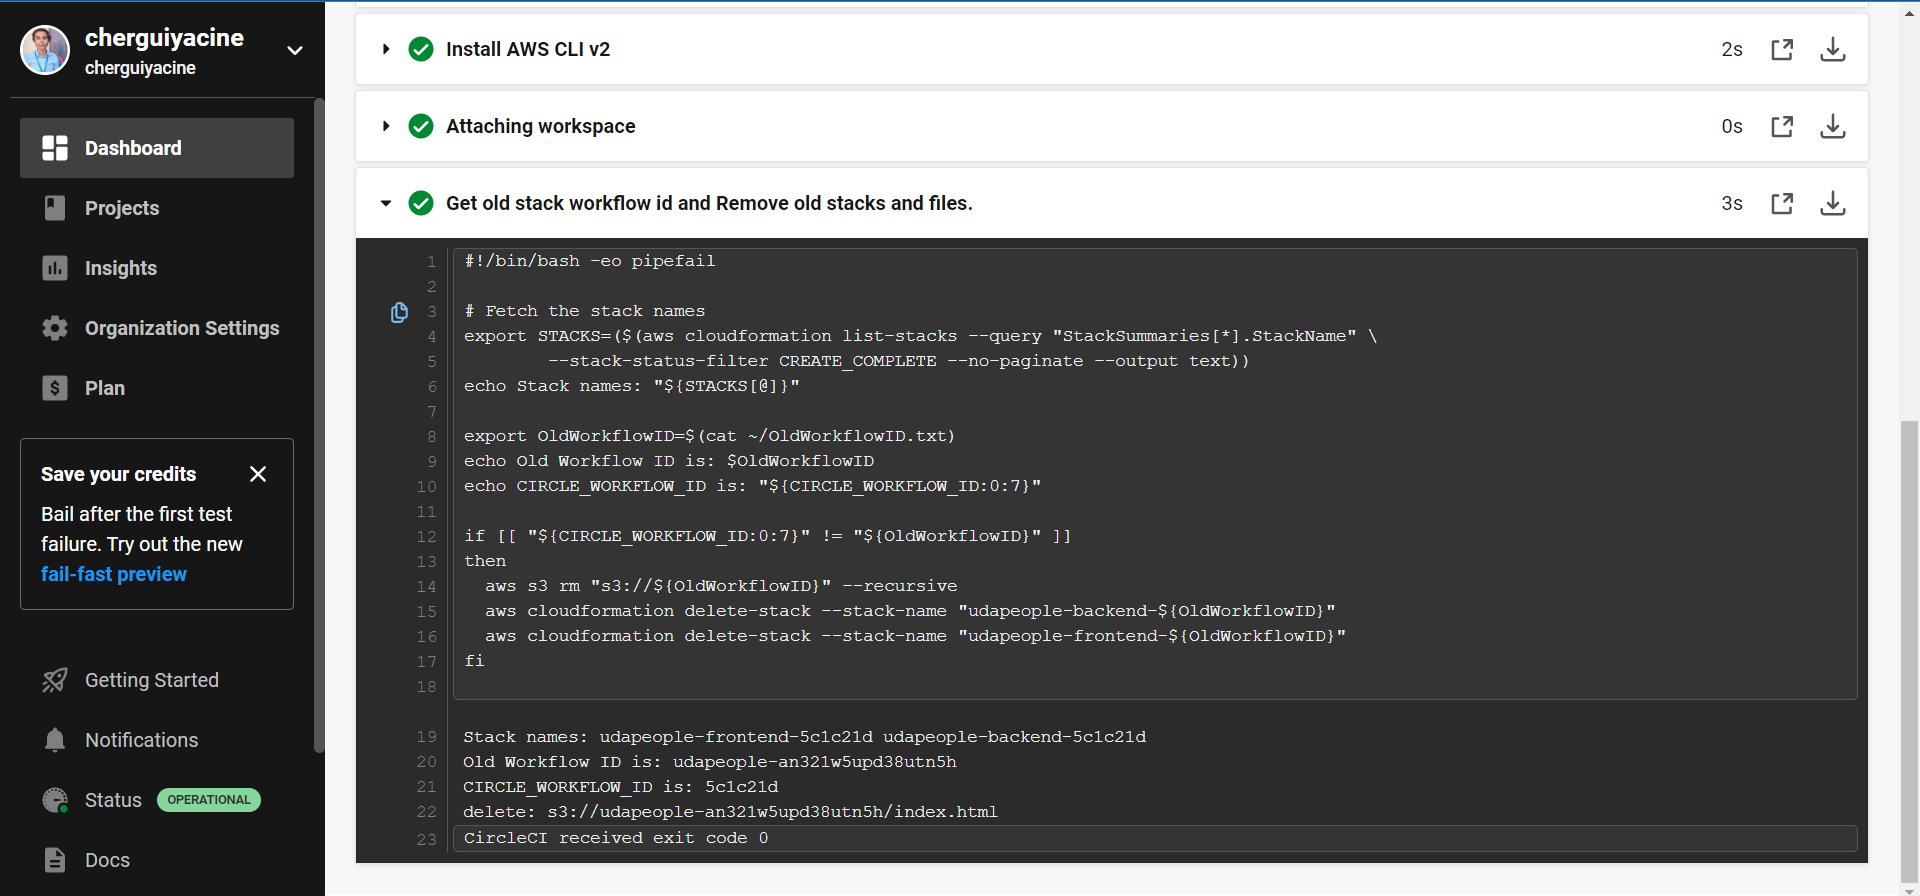 cherguiyacine
cherguiyacine
Dashboard
Projects
Insights
Organization Settings
Plan
Save your credits
Bail after the first test
failure. Try out the new
fail-fast preview
Getting Started
Notifications
Status OPERATIONAL
Docs
Install AWS CLI v2 2s
Attaching workspace 0s
Get old stack workflow id and Remove old stacks and files. 3s
1 #!/bin/bash -eo pipefail
2
3 # Fetch the stack names
4 export STACKS=($(aws cloudformation list-stacks --query "StackSummaries[*].StackName" \
5         --stack-status-filter CREATE_COMPLETE --no-paginate --output text))
6 echo Stack names: "${STACKS[@]}"
7
8 export OldWorkflowID=$(cat ~/OldWorkflowID.txt)
9 echo Old Workflow ID is: $OldWorkflowID
10 echo CIRCLE_WORKFLOW_ID is: "${CIRCLE_WORKFLOW_ID:0:7}"
11
12 if [[ "${CIRCLE_WORKFLOW_ID:0:7}" != "${OldWorkflowID}" ]]
13 then
14   aws s3 rm "s3://${OldWorkflowID}" --recursive
15   aws cloudformation delete-stack --stack-name "udapeople-backend-${OldWorkflowID}"
16   aws cloudformation delete-stack --stack-name "udapeople-frontend-${OldWorkflowID}"
17 fi
18
19 Stack names: udapeople-frontend-5c1c21d udapeople-backend-5c1c21d
20 Old Workflow ID is: udapeople-an321w5upd38utn5h
21 CIRCLE_WORKFLOW_ID is: 5c1c21d
22 delete: s3://udapeople-an321w5upd38utn5h/index.html
23 CircleCI received exit code 0